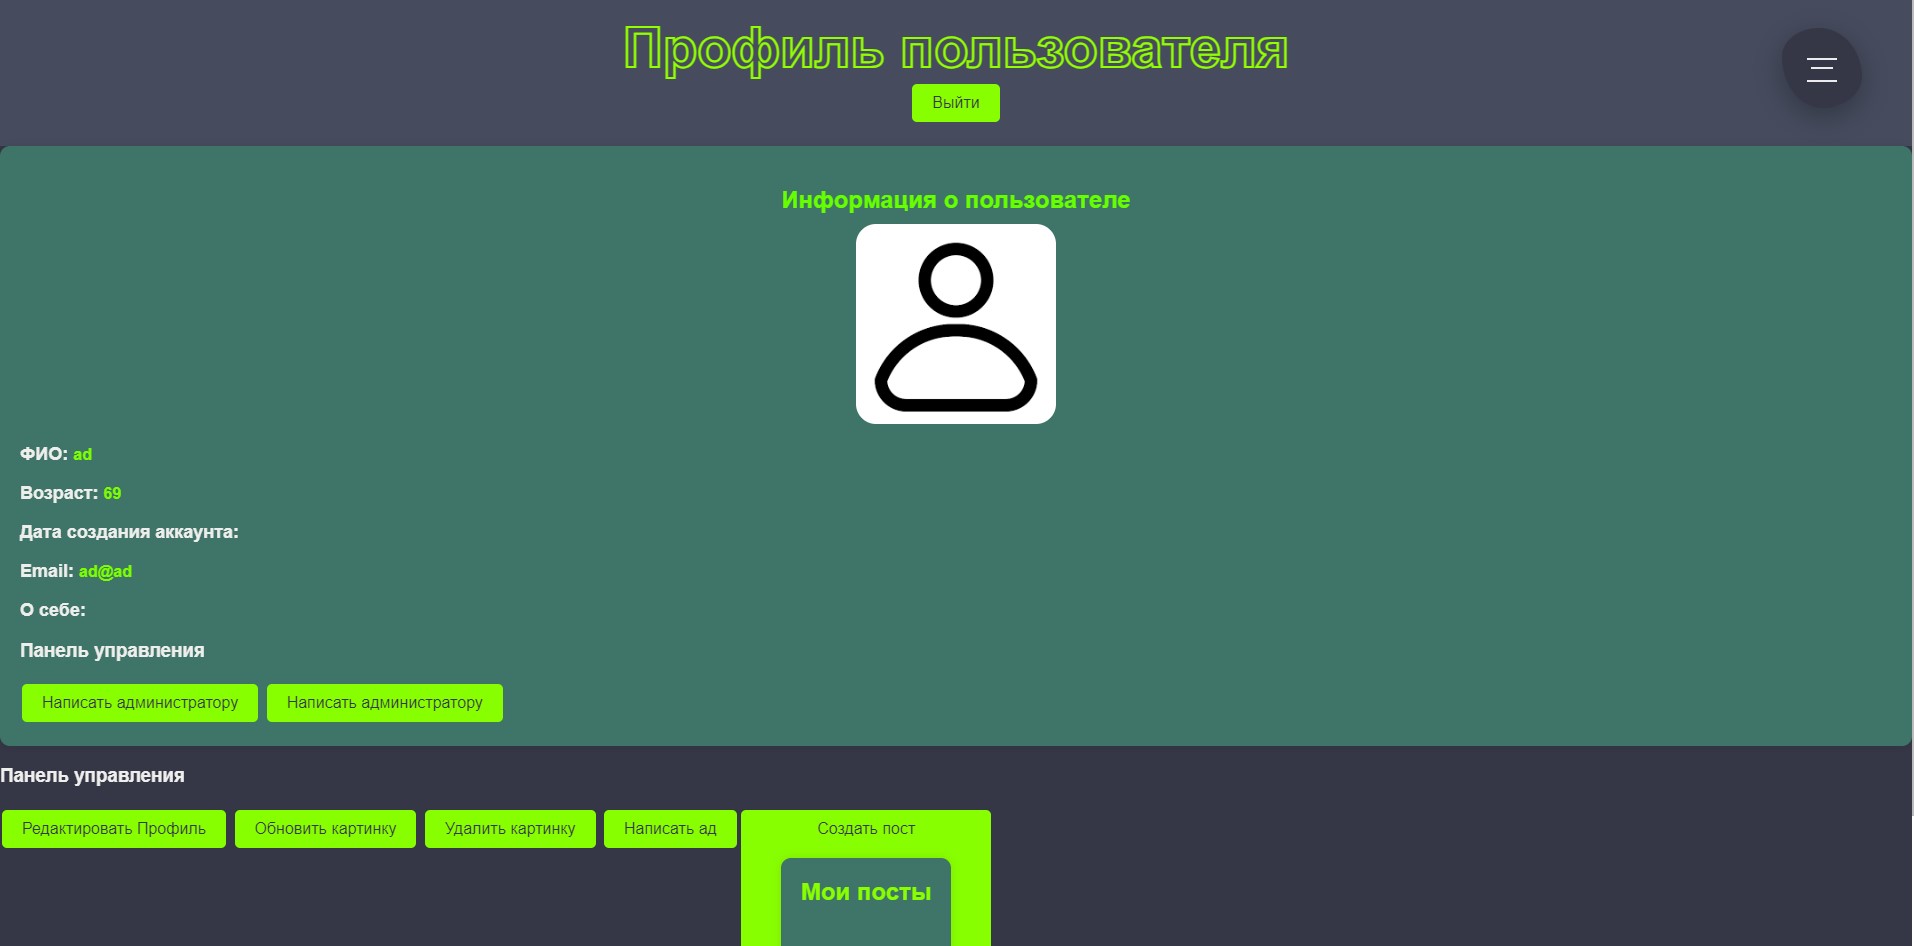 Профиль пользователя
Выйти
Информация о пользователе
ФИО: ad
Возраст: 69
Дата создания аккаунта:
Email: ad@ad
О себе:
Панель управления
Написать администратору Написать администратору
Панель управления
Редактировать Профиль Обновить картинку Удалить картинку Написать ад Создать пост
Мои посты